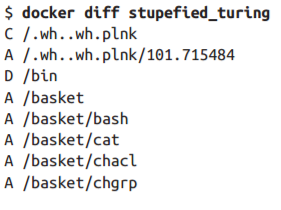 $ docker diff stupefied_turing
C /.wh..wh.plnk
A /.wh..wh.plnk/101.715484
D /bin
A /basket
A /basket/bash
A /basket/cat
A /basket/chacl
A /basket/chgrp